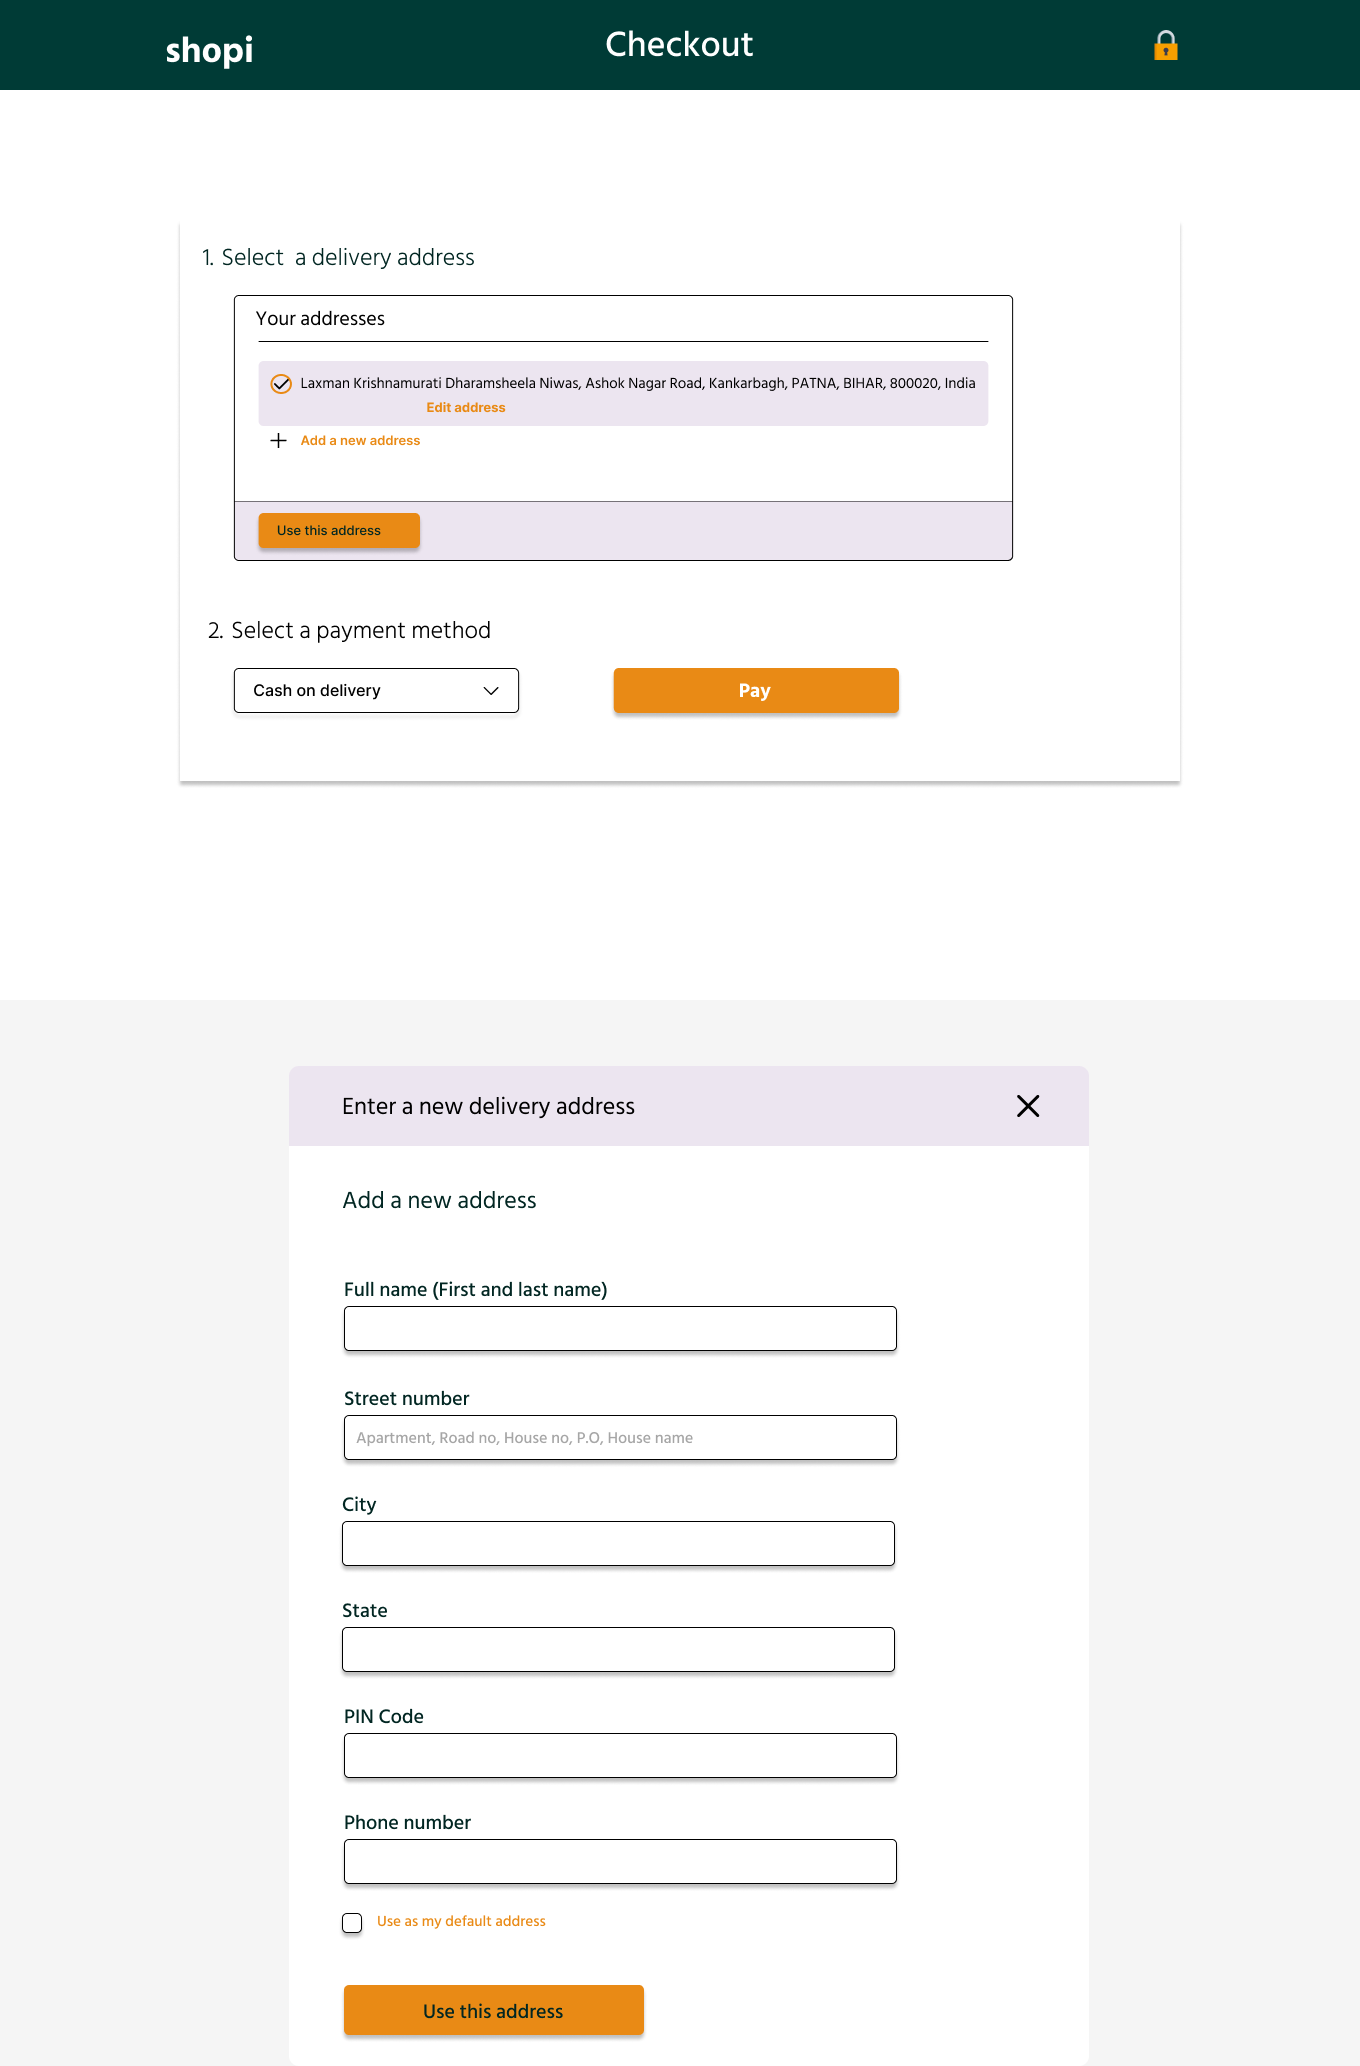 shopi
Checkout
1. Select a delivery address
Your addresses
Laxman Krishnamurati Dharamsheela Niwas, Ashok Nagar Road, Kankarbagh, PATNA, BIHAR, 800020, India
Edit address
Add a new address
Use this address
2. Select a payment method
Cash on delivery
Pay
Enter a new delivery address
Add a new address
Full name (First and last name)
Street number
Apartment, Road no, House no, P.O, House name
City
State
PIN Code
Phone number
Use as my default address
Use this address